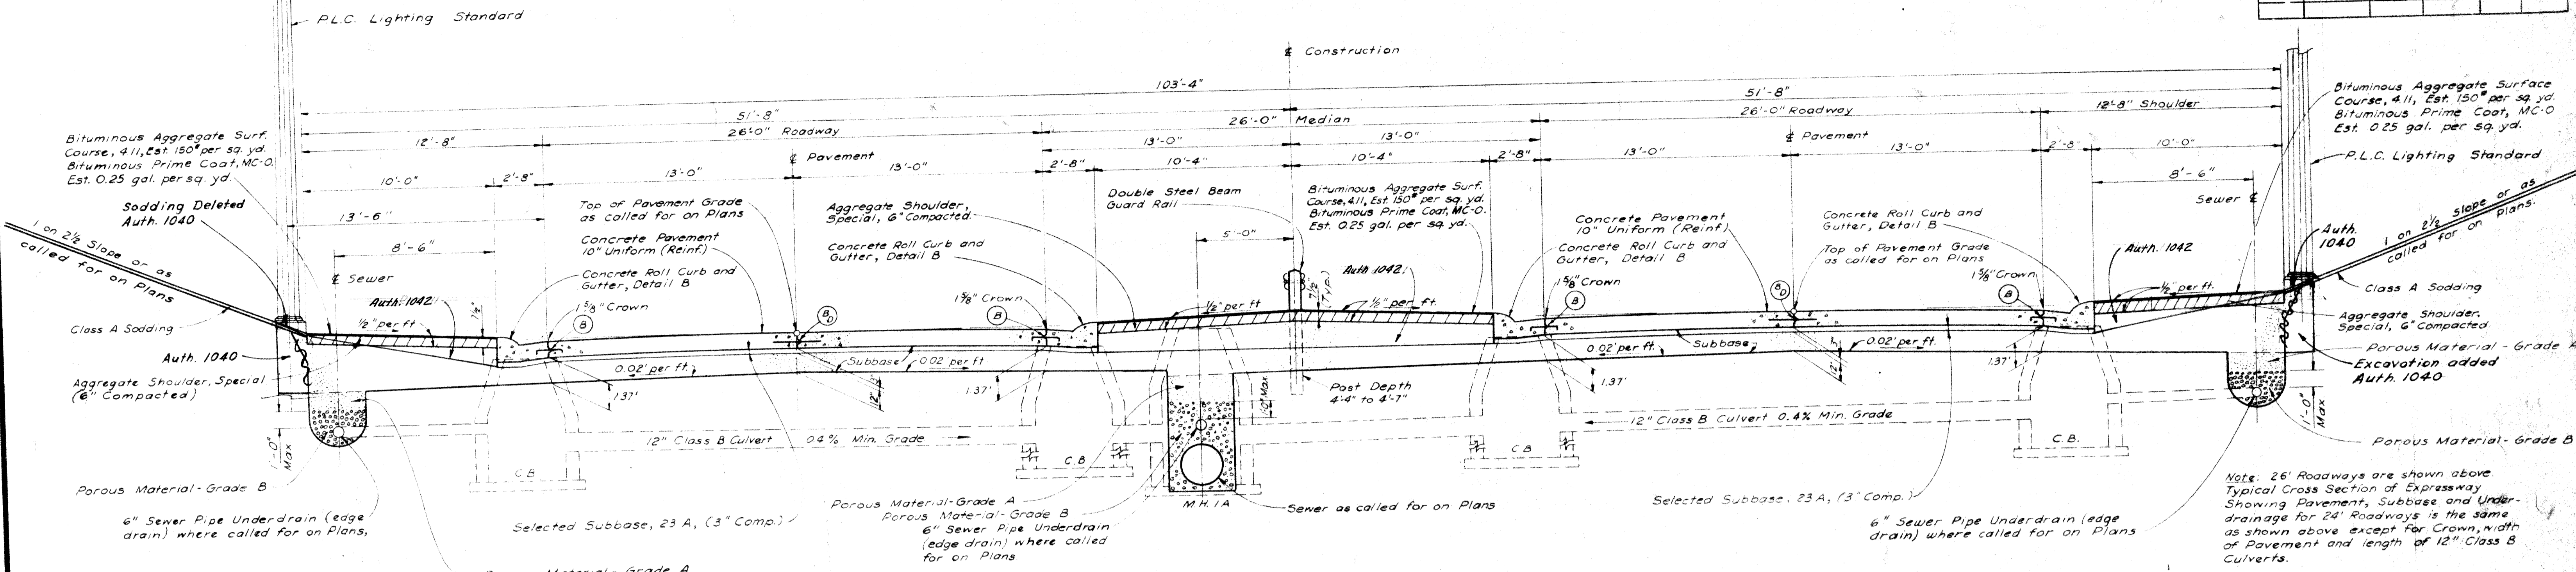 P.L.C. Lighting Standard
℄ Construction
103'-4"
51'-8"
51'-8"
26'-0" Roadway
26'-0" Median
26'-0" Roadway
12'-8" Shoulder
12'-8"
13'-0"
13'-0"
℄ Pavement
℄ Pavement
10'-0"
2'-8"
13'-0"
13'-0"
2'-8"
10'-4"
10'-4"
2'-8"
13'-0"
13'-0"
2'-8"
10'-0"
Bituminous Aggregate Surf.
Course, 4.11, Est. 150# per sq. yd.
Bituminous Prime Coat, MC-O.
Est. 0.25 gal. per sq. yd.
Sodding Deleted
Auth. 1040
13'-6"
8'-6"
℄ Sewer
1 on 2½ Slope or as
called for on Plans
Class A Sodding
Auth. 1042
½" per ft
½"
Auth. 1040
Aggregate Shoulder, Special
(6" Compacted)
1'-0"
Max
Porous Material-Grade B
6" Sewer Pipe Underdrain (edge
drain) where called for on Plans,
Top of Pavement Grade
as called for on Plans
Concrete Pavement
10" Uniform (Reinf.)
Concrete Roll Curb and
Gutter, Detail B
1⅝" Crown
B
0.02' per ft.
Subbase
0.02' per ft
1.37'
12"
12" Class B Culvert 0.4% Min. Grade
C.B.
Selected Subbase, 23 A, (3" Comp.)
Material-Grade A
Aggregate Shoulder,
Special, 6" Compacted.
Concrete Roll Curb and
Gutter, Detail B
1⅝" Crown
B
1.37'
C.B
Double Steel Beam
Guard Rail
5'-0"
½" per ft
Bituminous Aggregate Surf.
Course, 4.11, Est. 150# per sq. yd.
Bituminous Prime Coat, MC-O.
Est. 0.25 gal. per sq. yd.
Auth. 1042
(Typ.)
½" per ft.
Post Depth
4'-4" to 4'-7"
Max
Porous Material-Grade A
Porous Material-Grade B
6" Sewer Pipe Underdrain
(edge drain) where called
for on Plans.
M.H. 1A
Sewer as called for on Plans
Concrete Pavement
10" Uniform (Reinf.)
Concrete Roll Curb and
Gutter, Detail B
1⅝" Crown
B
C.B
0.02' per ft.
Subbase
0.02' per ft.
1.37'
12"
12" Class B Culvert 0.4% Min. Grade
Selected Subbase, 23 A, (3" Comp.)
Concrete Roll Curb and
Gutter, Detail B
Top of Pavement Grade
as called for on Plans
1⅝" Crown
B
1.37'
C.B.
6" Sewer Pipe Underdrain (edge
drain) where called for on Plans
8'-6"
Sewer ℄
Auth. 1042
½" per ft.
Bituminous Aggregate Surface
Course, 4.11, Est. 150# per sq. yd.
Bituminous Prime Coat, MC-O
Est. 0.25 gal. per sq. yd.
P.L.C. Lighting Standard
1 on 2½ Slope or as
called for on Plans.
Auth.
1040
Class A Sodding
Aggregate Shoulder,
Special, 6" Compacted
Porous Material-Grade A
Excavation added
Auth. 1040
1'-0"
Max
Porous Material-Grade B
Note: 26' Roadways are shown above.
Typical Cross Section of Expressway
Showing Pavement, Subbase and Under-
drainage for 24' Roadways is the same
as shown above except for Crown, width
of Pavement and length of 12" Class B
Culverts.